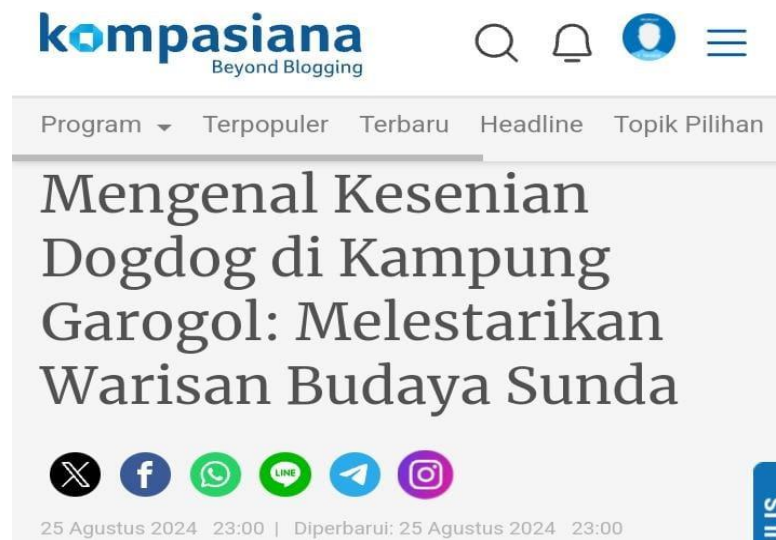 kompasiana
Beyond Blogging
Program Terpopuler Terbaru Headline Topik Pilihan
Mengenal Kesenian
Dogdog di Kampung
Garogol: Melestarikan
Warisan Budaya Sunda
LINE
25 Agustus 2024 23:00 | Diperbarui: 25 Agustus 2024 23:00